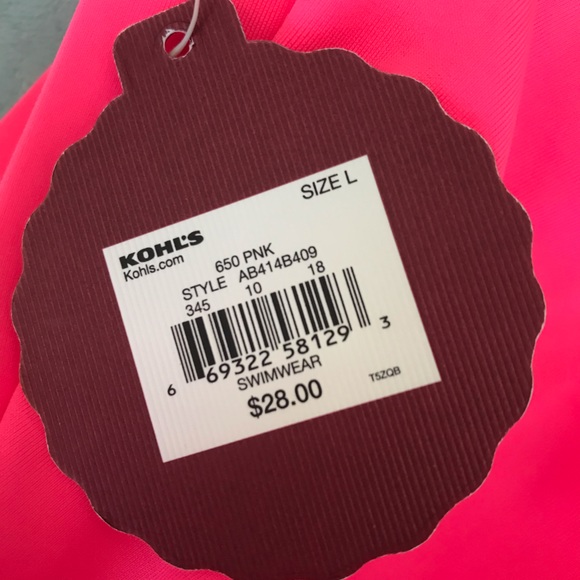 SIZE L
KOHL'S
Kohls.com
650 PNK
STYLE AB414B409
345 10 18
6 69322 58129 3
SWIMWEAR
T5ZQB
$28.00